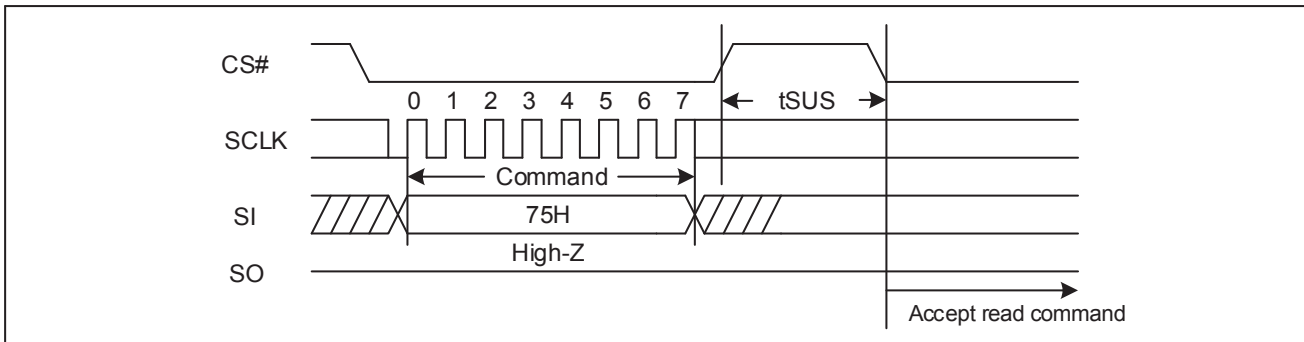 CS#
tSUS
0 1 2 3 4 5 6 7
SCLK
Command
SI
75H
High-Z
SO
Accept read command